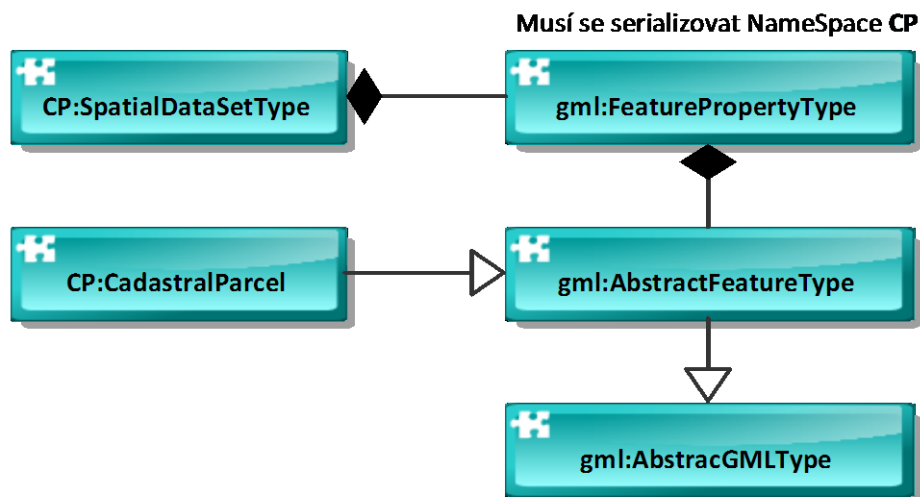 Musí se serializovat NameSpace CP
CP:SpatialDataSetType
gml:FeaturePropertyType
CP:CadastralParcel
gml:AbstractFeatureType
gml:AbstracGMLType